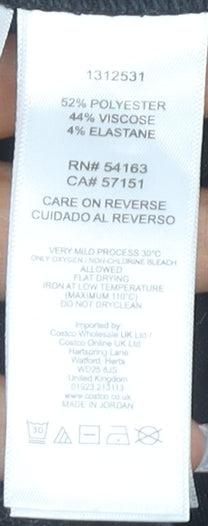 1312531
52% POLYESTER
44% VISCOSE
4% ELASTANE
RN# 54163
CA# 57151
CARE ON REVERSE
CUIDADO AL REVERSO
VERY MILD PROCESS 30°C
ONLY OXYGEN / NON-CHLORINE BLEACH
ALLOWED
FLAT DRYING
IRON AT LOW TEMPERATURE
(MAXIMUM 110°C)
DO NOT DRYCLEAN
Imported by:
Costco Wholesale UK Ltd /
Costco Online UK Ltd
Hartspring Lane
Watford, Herts
WD25 8JS
United Kingdom
01923 213113
www.costco.co.uk
MADE IN JORDAN
30